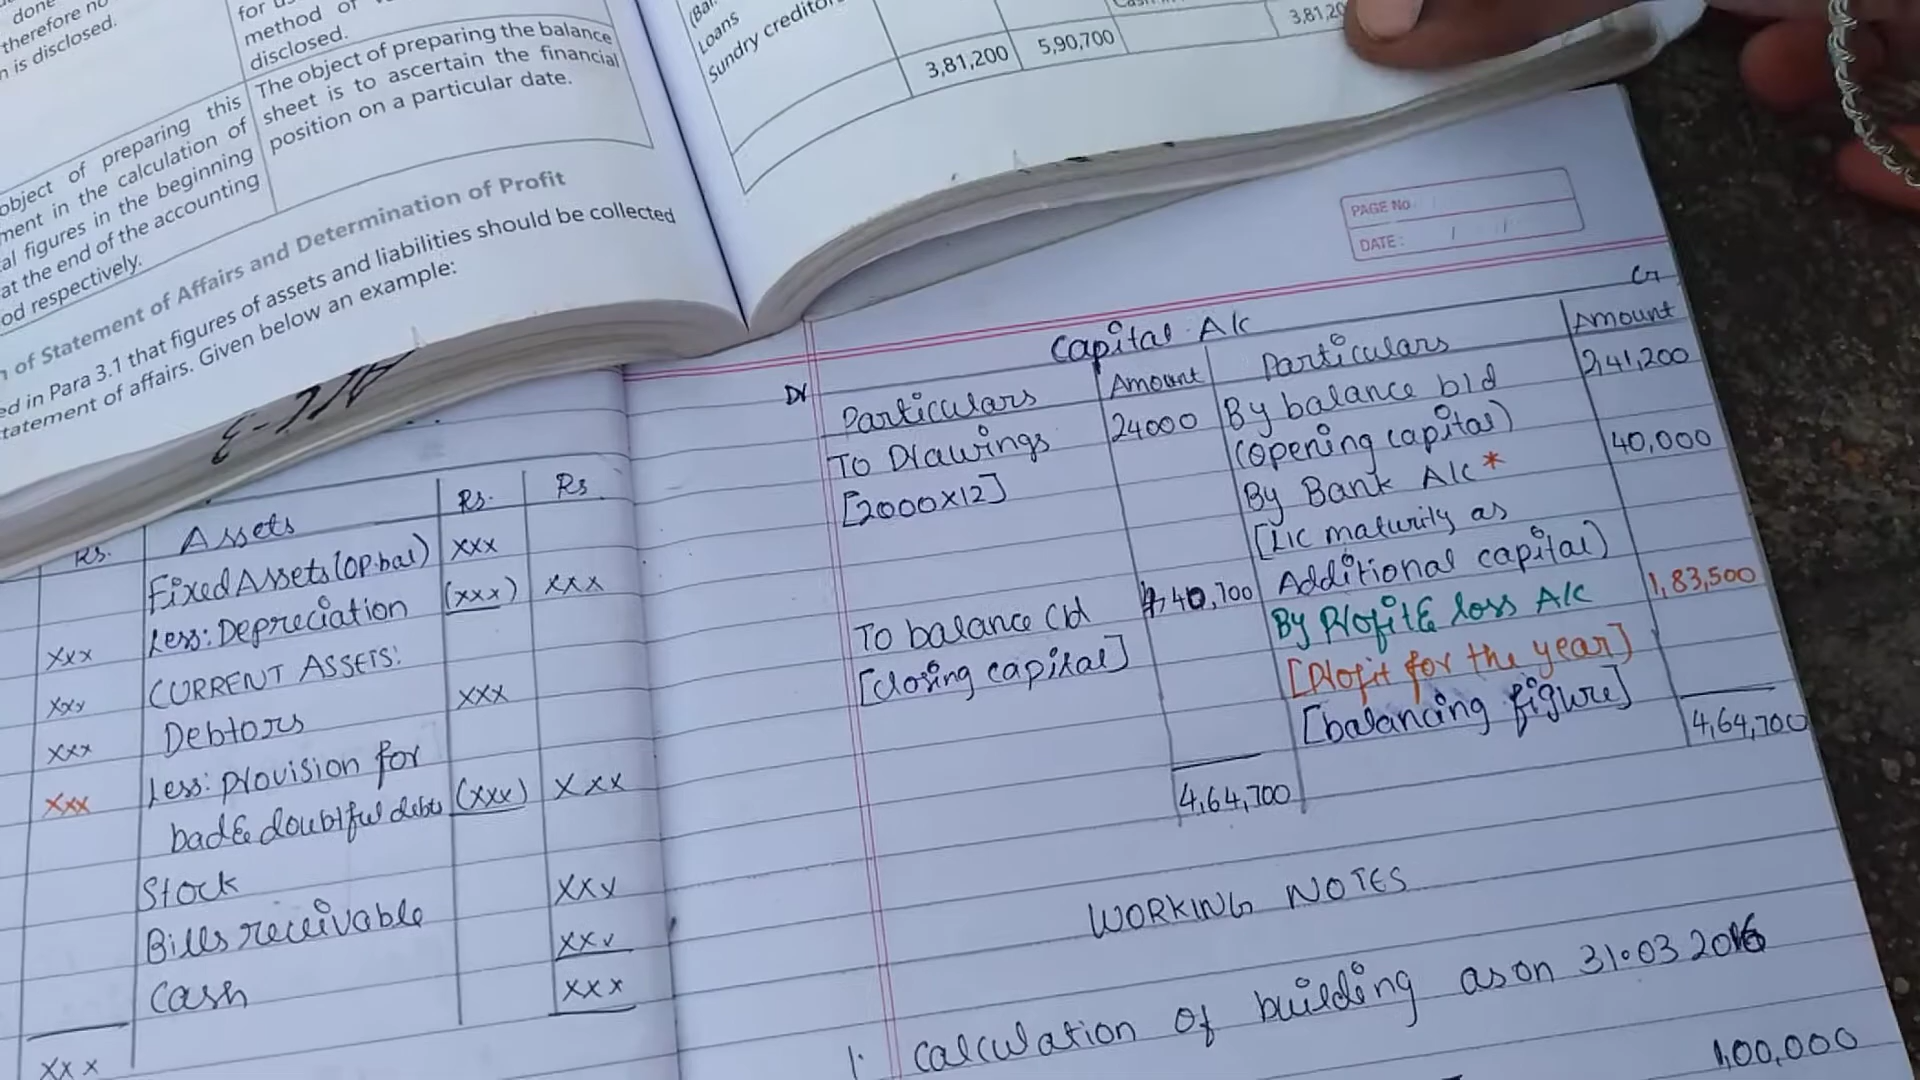 done
therefore no
n is disclosed.
method of
disclosed.
The object of preparing the balance
sheet is to ascertain the financial
position on a particular date.
object of preparing this
ment in the calculation of
al figures in the beginning
at the end of the accounting
od respectively.
of Statement of Affairs and Determination of Profit
ed in Para 3.1 that figures of assets and liabilities should be collected
tatement of affairs. Given below an example:
Loans
Sundry creditors
3,81,200 5,90,700
3,81,20
PAGE No
DATE: / /
Capital A/c
Dr
Cr
Particulars Amount Particulars Amount
To Drawings 24000 By balance b/d 2,41,200
[2000x12] (opening capital)
By Bank A/c * 40,000
[Lic maturity as
Additional capital)
To balance c/d 4,40,700 By Profit & loss A/c 1,83,500
[closing capital] [Profit for the year]
[balancing figure]
4,64,700 4,64,700
WORKING NOTES
1. Calculation of building as on 31.03.2016
1,00,000
Rs. Assets Rs. Rs
Fixed Assets (op.bal) xxx
xxx Less: Depreciation (xxx) xxx
xxx CURRENT ASSETS:
xxx Debtors xxx
xxx Less: provision for
bad & doubtful debts (xxx) xxx
Stock xxx
Bills receivable xxx
Cash xxx
xxx